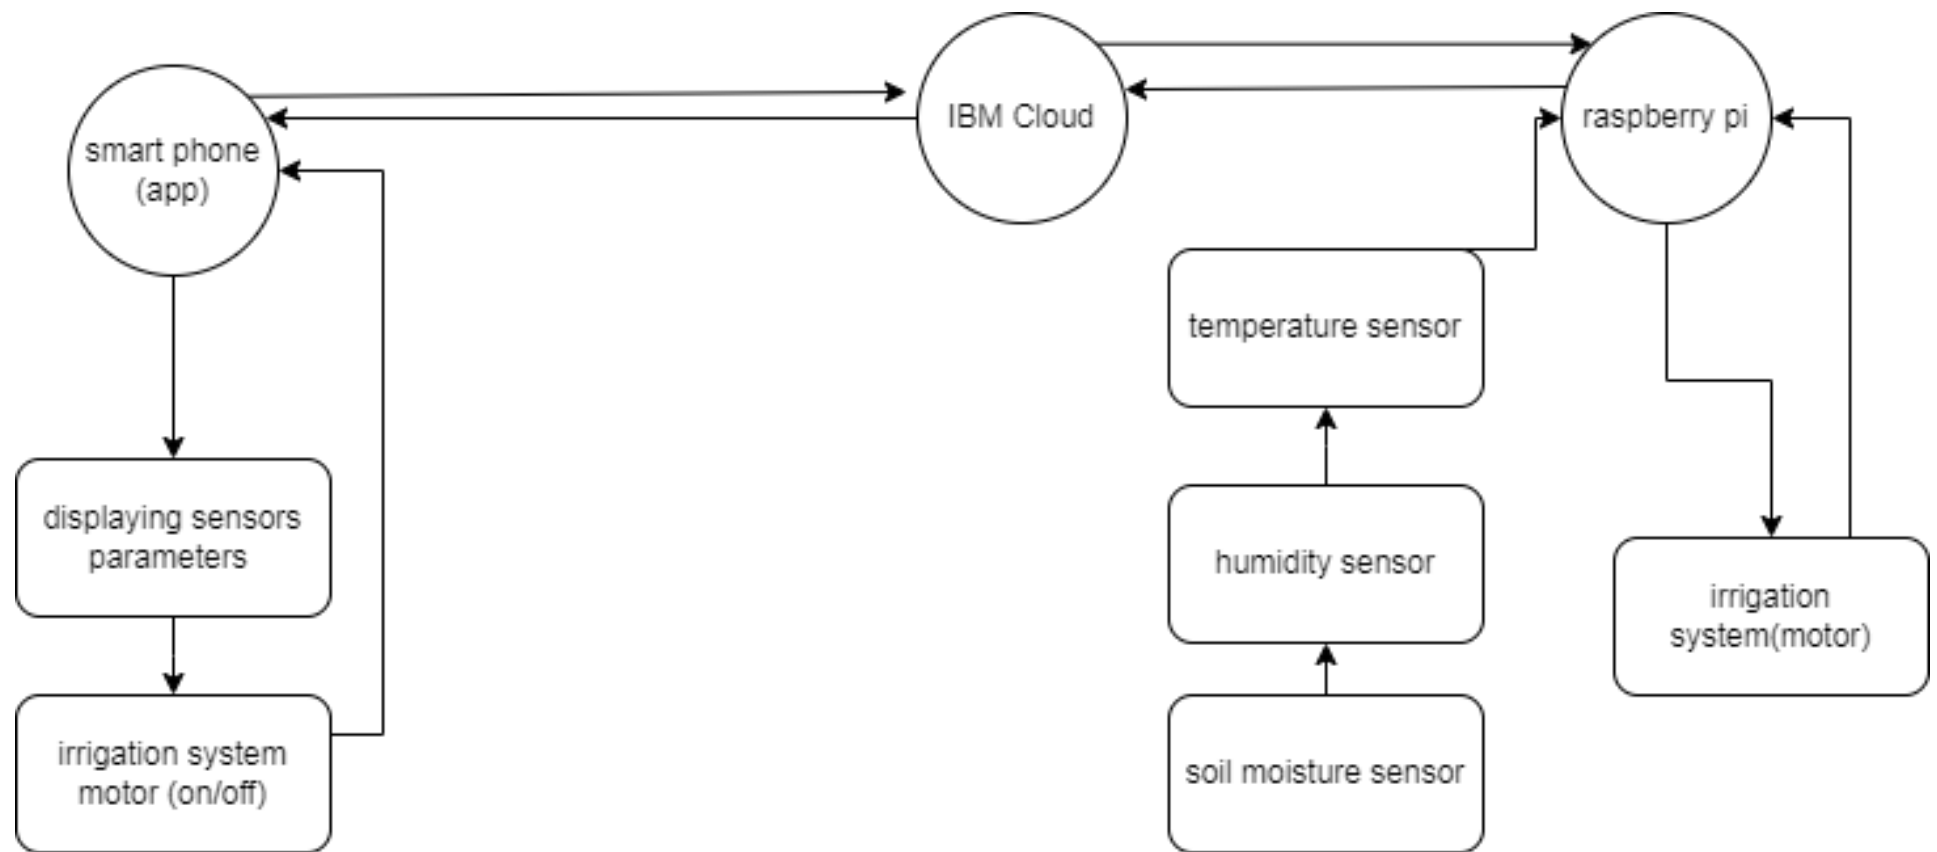 smart phone
(app)
IBM Cloud
raspberry pi
temperature sensor
displaying sensors
parameters
humidity sensor
irrigation
system(motor)
irrigation system
motor (on/off)
soil moisture sensor